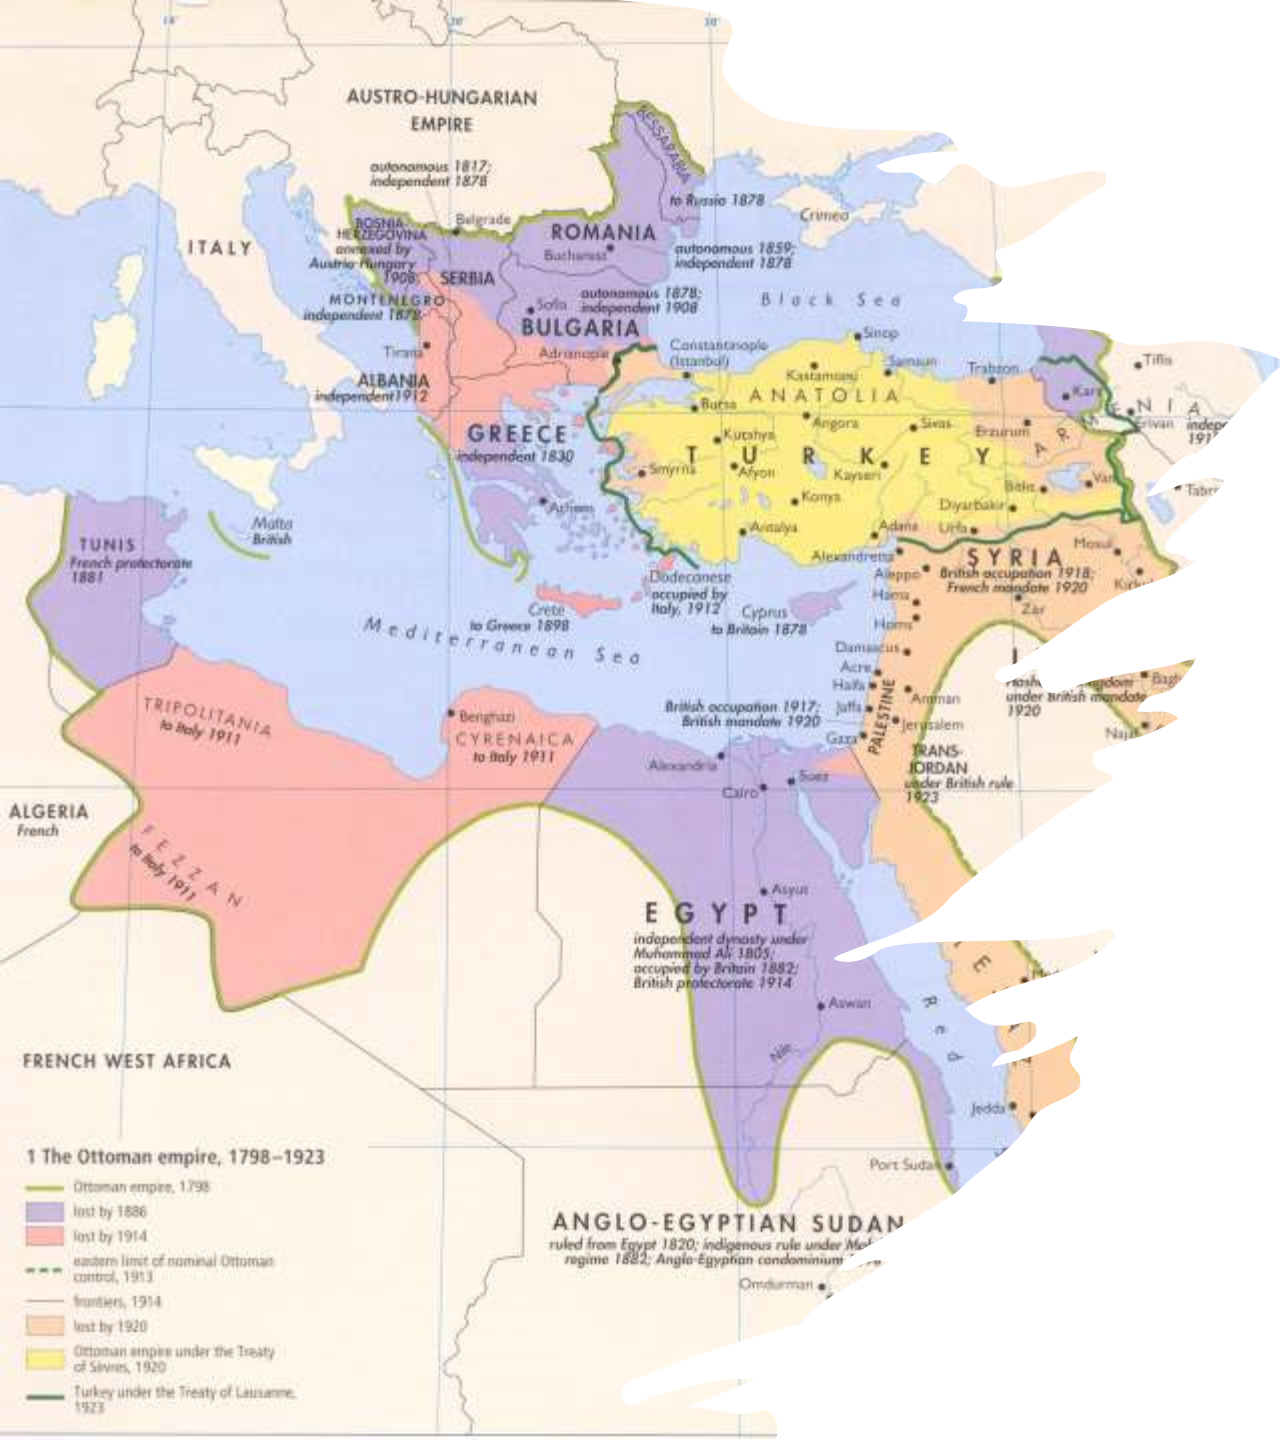 10°
20°
30°
AUSTRO-HUNGARIAN
EMPIRE
autonomous 1817;
independent 1878
BESSARABIA
to Russia 1878
Crimea
ITALY
BOSNIA-
HERZEGOVINA
annexed by
Austria-Hungary
1908
Belgrade
ROMANIA
Bucharest
autonomous 1859;
independent 1878
SERBIA
MONTENEGRO
independent 1878
Sofia
autonomous 1878;
independent 1908
BULGARIA
Black Sea
Tirana
Adrianople
Constantinople
(Istanbul)
Sinop
Samsun
Trabzon
Tiflis
ALBANIA
independent 1912
Kastamonu
ANATOLIA
Kars
Bursa
Angora
Sivas
Erzurum
Erivan
GREECE
independent 1830
Kutahya
TURKEY
Smyrna
Afyon
Kayseri
Bitlis
Van
Konya
Diyarbakir
Athens
Antalya
Adana
Urfa
Malta
British
TUNIS
French protectorate
1881
Alexandretta
SYRIA
British occupation 1918;
French mandate 1920
Mosul
Aleppo
Dodecanese
occupied by
Italy, 1912
Hama
Zor
Crete
to Greece 1898
Cyprus
to Britain 1878
Homs
Mediterranean Sea
Damascus
Acre
Haifa
under British mandate
1920
TRIPOLITANIA
to Italy 1911
Benghazi
CYRENAICA
to Italy 1911
British occupation 1917;
British mandate 1920
Jaffa
Amman
Jerusalem
Gaza
PALESTINE
TRANS-
JORDAN
under British rule
1923
Alexandria
Cairo
Suez
ALGERIA
French
FEZZAN
to Italy 1911
Asyut
EGYPT
independent dynasty under
Muhammad Ali 1805;
occupied by Britain 1882;
British protectorate 1914
Aswan
Red
Nile
FRENCH WEST AFRICA
Jedda
Port Sudan
ANGLO-EGYPTIAN SUDAN
ruled from Egypt 1820; indigenous rule under
regime 1882; Anglo-Egyptian condominium
Omdurman
1 The Ottoman empire, 1798–1923
Ottoman empire, 1798
lost by 1886
lost by 1914
eastern limit of nominal Ottoman
control, 1913
frontiers, 1914
lost by 1920
Ottoman empire under the Treaty
of Sèvres, 1920
Turkey under the Treaty of Lausanne,
1923